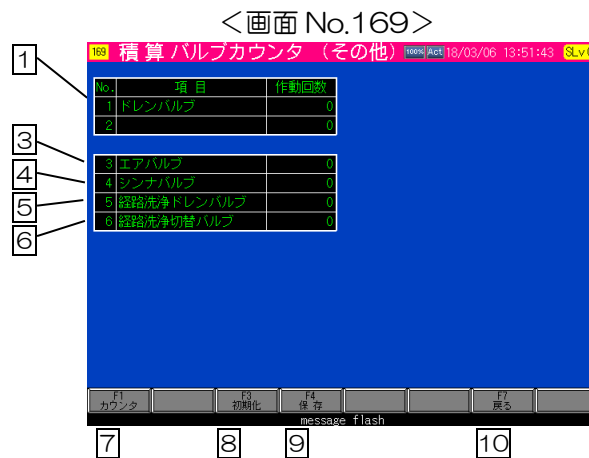 ＜画面 No.169＞
169 積算 バルブカウンタ （その他） 100% Act 18/03/06 13:51:43 SLv
1
No. 項目 作動回数
1 ドレンバルブ 0
2 0
3
3 エアバルブ 0
4
4 シンナバルブ 0
5
5 経路洗浄ドレンバルブ 0
6
6 経路洗浄切替バルブ 0
F1 F3 F4 F7
カウンタ 初期化 保存 戻る
message flash
7 8 9 10